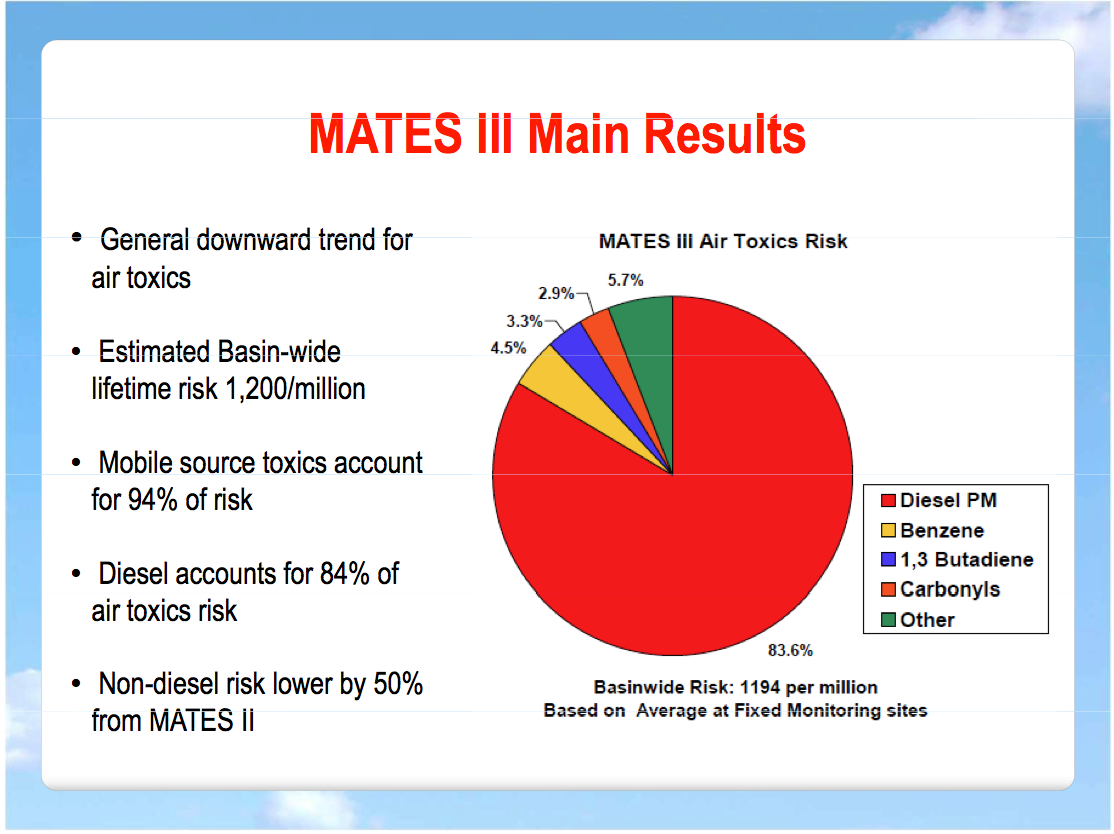 MATES III Main Results
• General downward trend for
air toxics
• Estimated Basin-wide
lifetime risk 1,200/million
• Mobile source toxics account
for 94% of risk
• Diesel accounts for 84% of
air toxics risk
• Non-diesel risk lower by 50%
from MATES II
MATES III Air Toxics Risk
5.7%
2.9%
3.3%
4.5%
Diesel PM
Benzene
1,3 Butadiene
Carbonyls
Other
83.6%
Basinwide Risk: 1194 per million
Based on Average at Fixed Monitoring sites